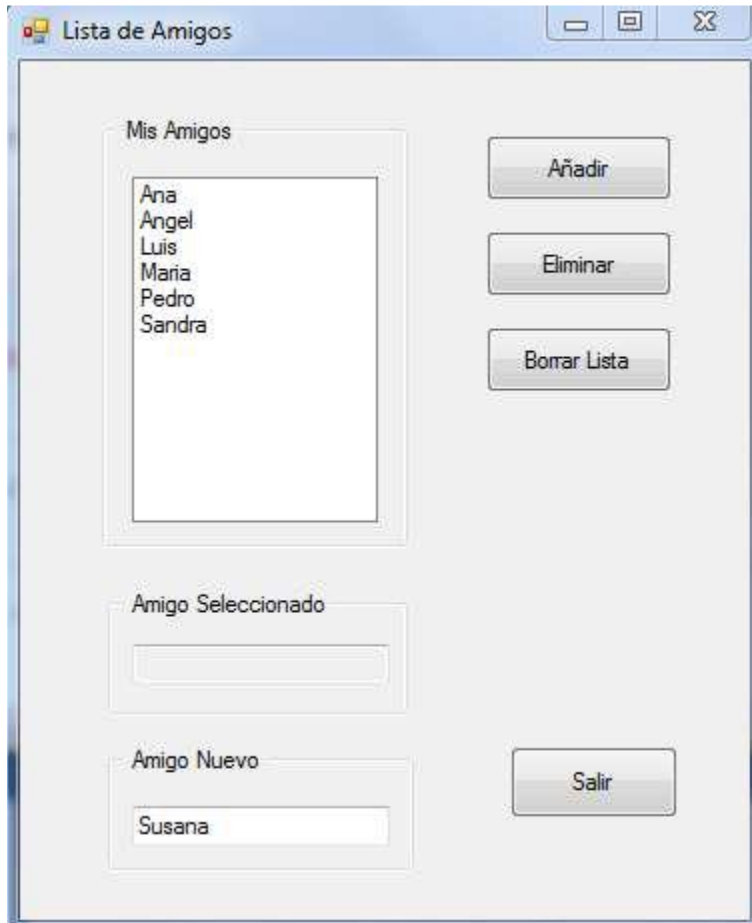 Lista de Amigos
Mis Amigos
Ana
Angel
Luis
Maria
Pedro
Sandra
Añadir
Eliminar
Borrar Lista
Amigo Seleccionado
Amigo Nuevo
Susana
Salir